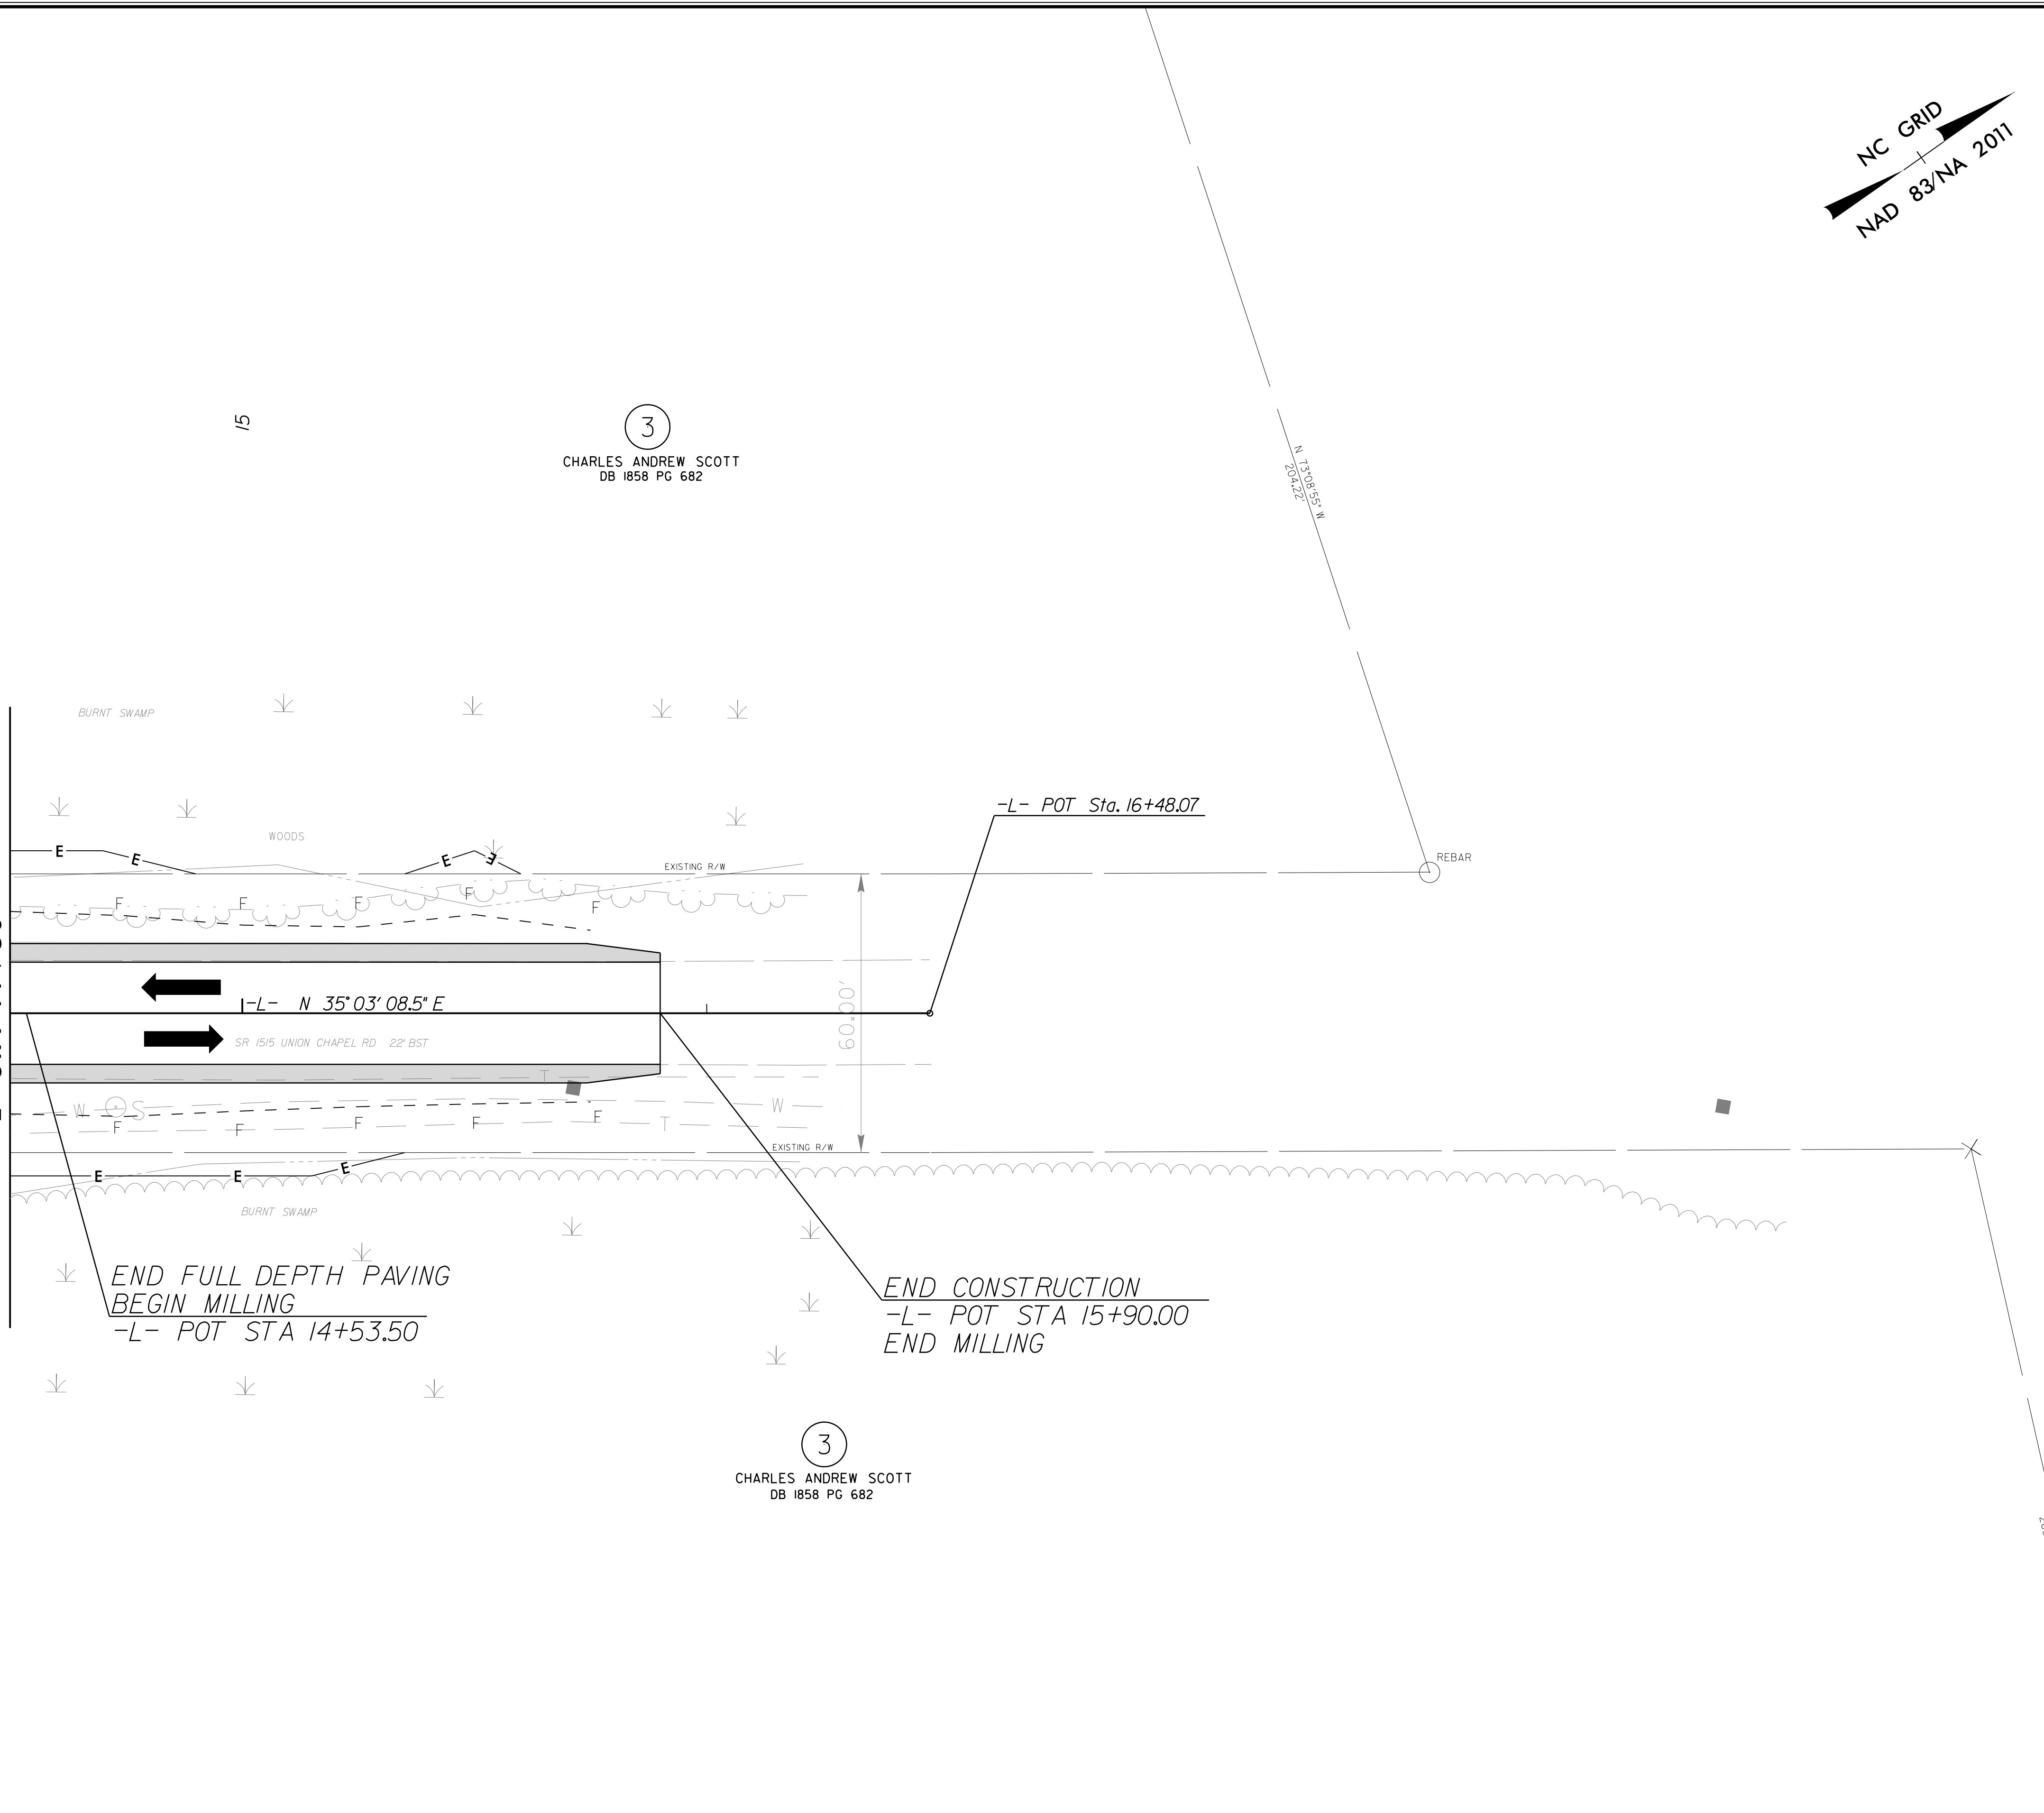 NC GRID
NAD 83/NA 2011
N 73°08'55" W
204.22'
15
3
CHARLES ANDREW SCOTT
DB 1858 PG 682
BURNT SWAMP
WOODS
-L- POT Sta. 16+48.07
E
E
E
E
EXISTING R/W
REBAR
F
F
F
F
F
-L- N 35°03'08.5" E
60.00'
SR 1515 UNION CHAPEL RD 22' BST
T
W
S
W
F
F
F
F
F
T
EXISTING R/W
E
E
E
BURNT SWAMP
END FULL DEPTH PAVING
BEGIN MILLING
-L- POT STA 14+53.50
END CONSTRUCTION
-L- POT STA 15+90.00
END MILLING
3
CHARLES ANDREW SCOTT
DB 1858 PG 682